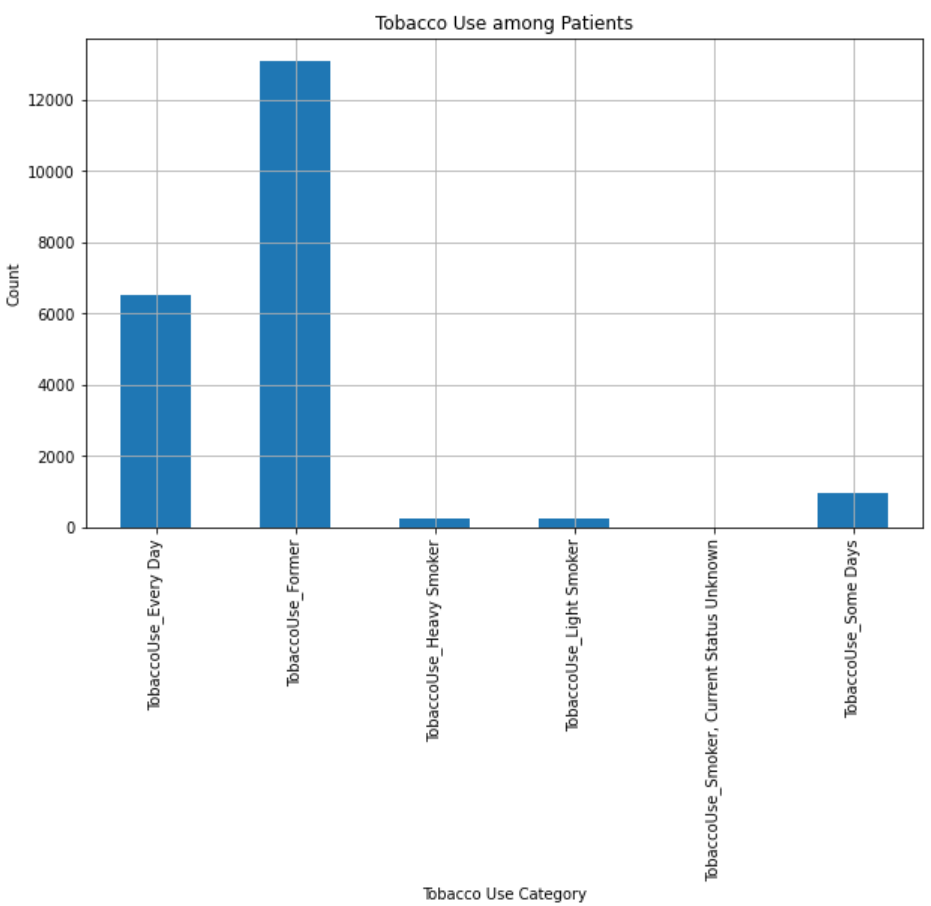 Tobacco Use among Patients
12000
10000
8000
6000
4000
2000
0
Count
TobaccoUse_Every Day
TobaccoUse_Former
TobaccoUse_Heavy Smoker
TobaccoUse_Light Smoker
TobaccoUse_Smoker, Current Status Unknown
TobaccoUse_Some Days
Tobacco Use Category